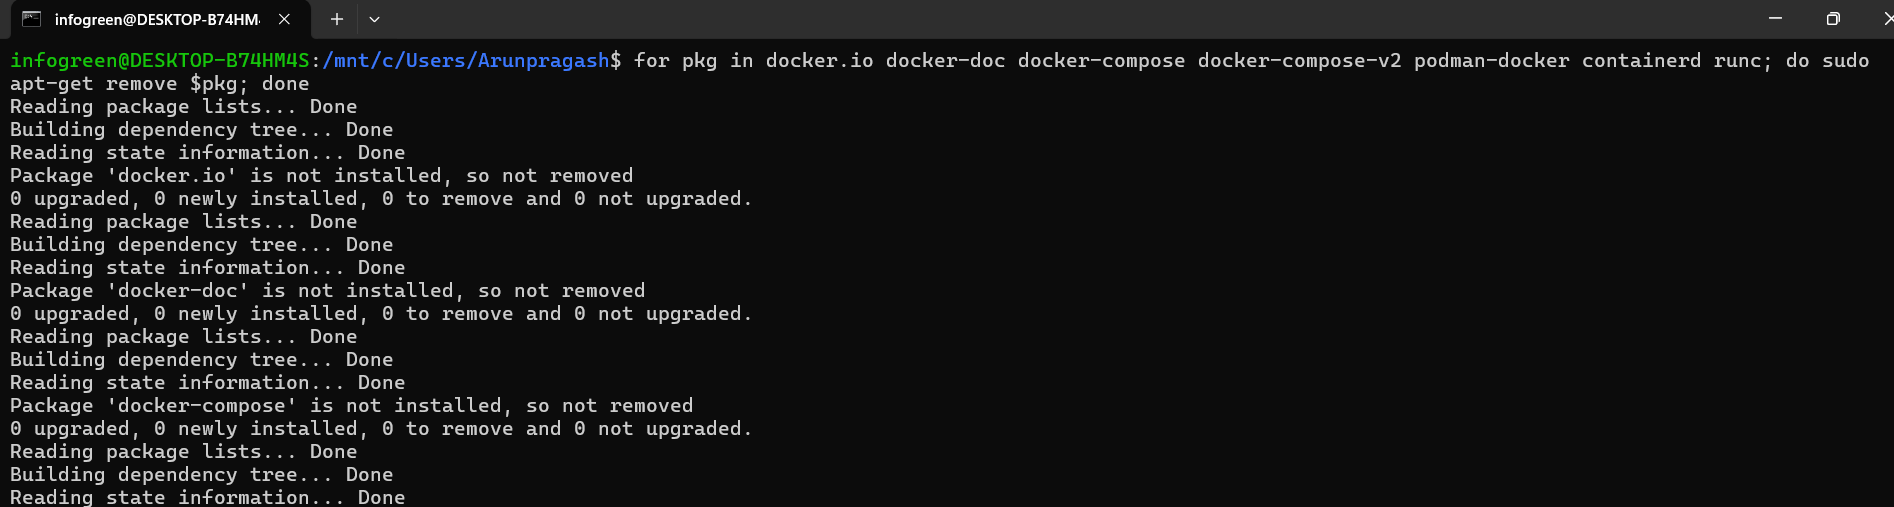 infogreen@DESKTOP-B74HM4
infogreen@DESKTOP-B74HM4S:/mnt/c/Users/Arunpragash$ for pkg in docker.io docker-doc docker-compose docker-compose-v2 podman-docker containerd runc; do sudo
apt-get remove $pkg; done
Reading package lists... Done
Building dependency tree... Done
Reading state information... Done
Package 'docker.io' is not installed, so not removed
0 upgraded, 0 newly installed, 0 to remove and 0 not upgraded.
Reading package lists... Done
Building dependency tree... Done
Reading state information... Done
Package 'docker-doc' is not installed, so not removed
0 upgraded, 0 newly installed, 0 to remove and 0 not upgraded.
Reading package lists... Done
Building dependency tree... Done
Reading state information... Done
Package 'docker-compose' is not installed, so not removed
0 upgraded, 0 newly installed, 0 to remove and 0 not upgraded.
Reading package lists... Done
Building dependency tree... Done
Reading state information... Done